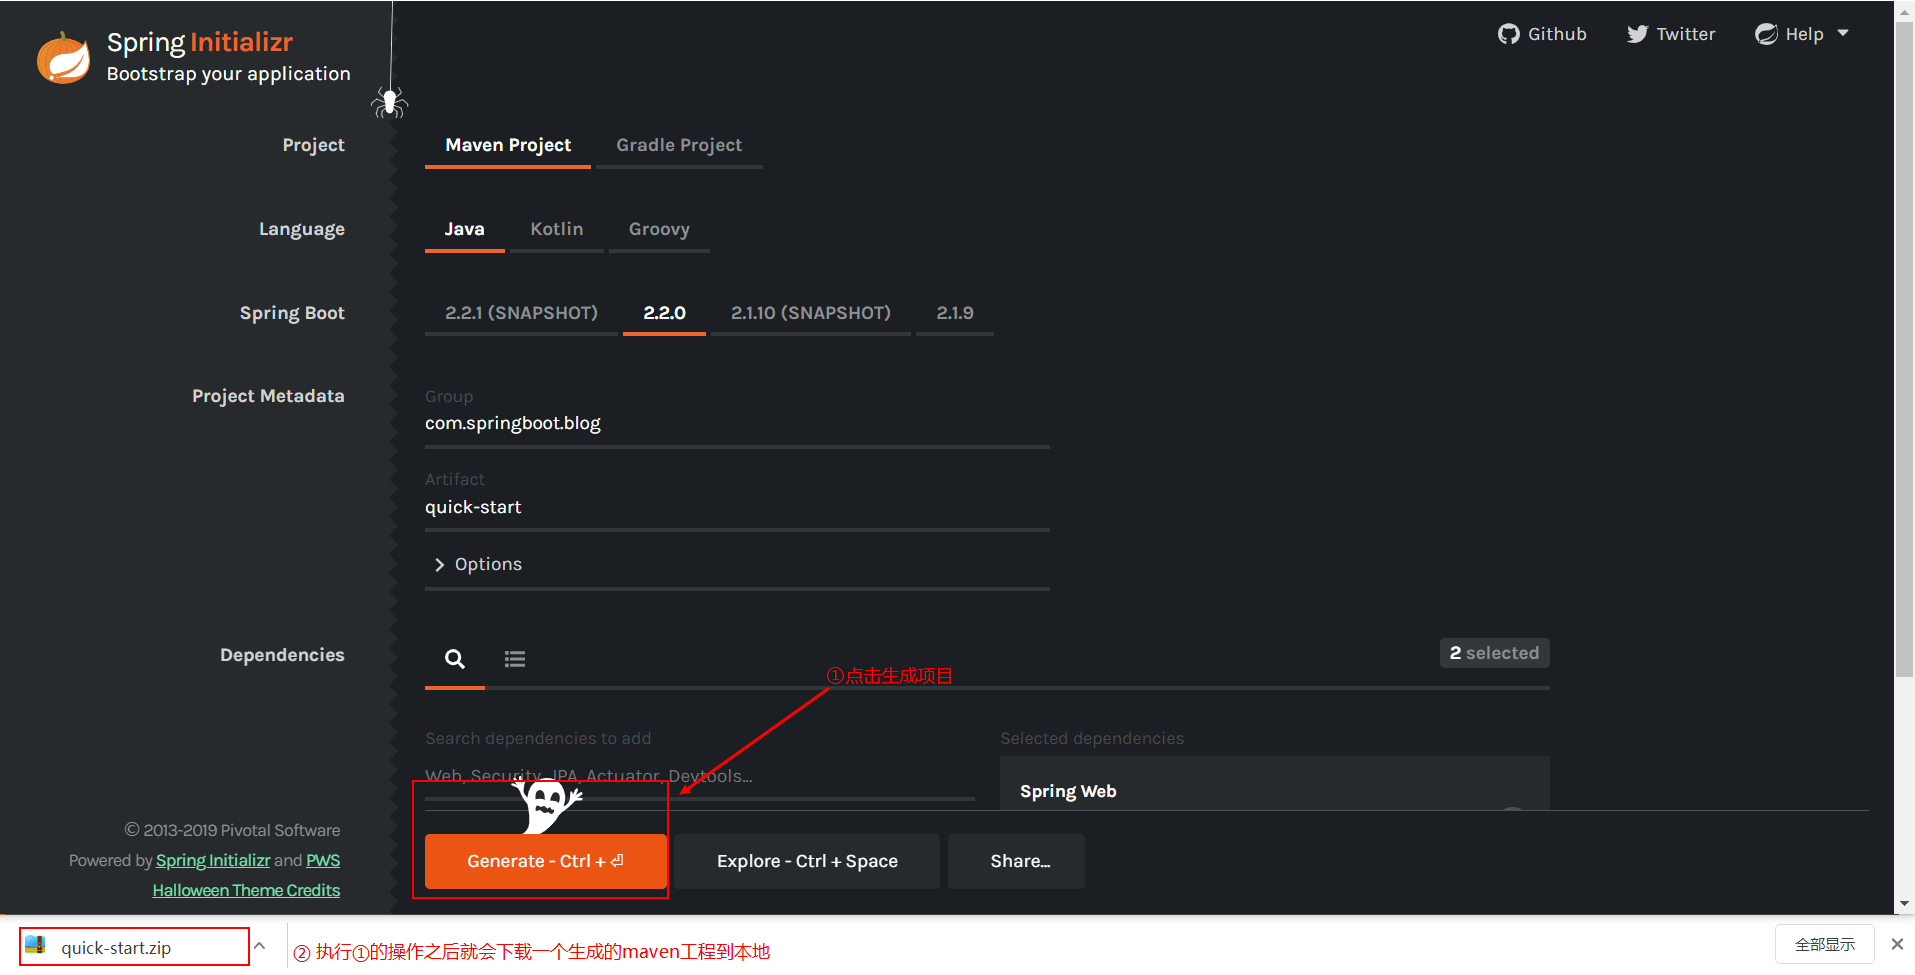 Spring Initializr
Bootstrap your application
Github
Twitter
Help
Project
Maven Project
Gradle Project
Language
Java
Kotlin
Groovy
Spring Boot
2.2.1 (SNAPSHOT)
2.2.0
2.1.10 (SNAPSHOT)
2.1.9
Project Metadata
Group
com.springboot.blog
Artifact
quick-start
Options
Dependencies
2 selected
①点击生成项目
Search dependencies to add
Web, Security, JPA, Actuator, Devtools...
Selected dependencies
Spring Web
© 2013-2019 Pivotal Software
Powered by Spring Initializr and PWS
Halloween Theme Credits
Generate - Ctrl + ⏎
Explore - Ctrl + Space
Share...
quick-start.zip
② 执行①的操作之后就会下载一个生成的maven工程到本地
全部显示